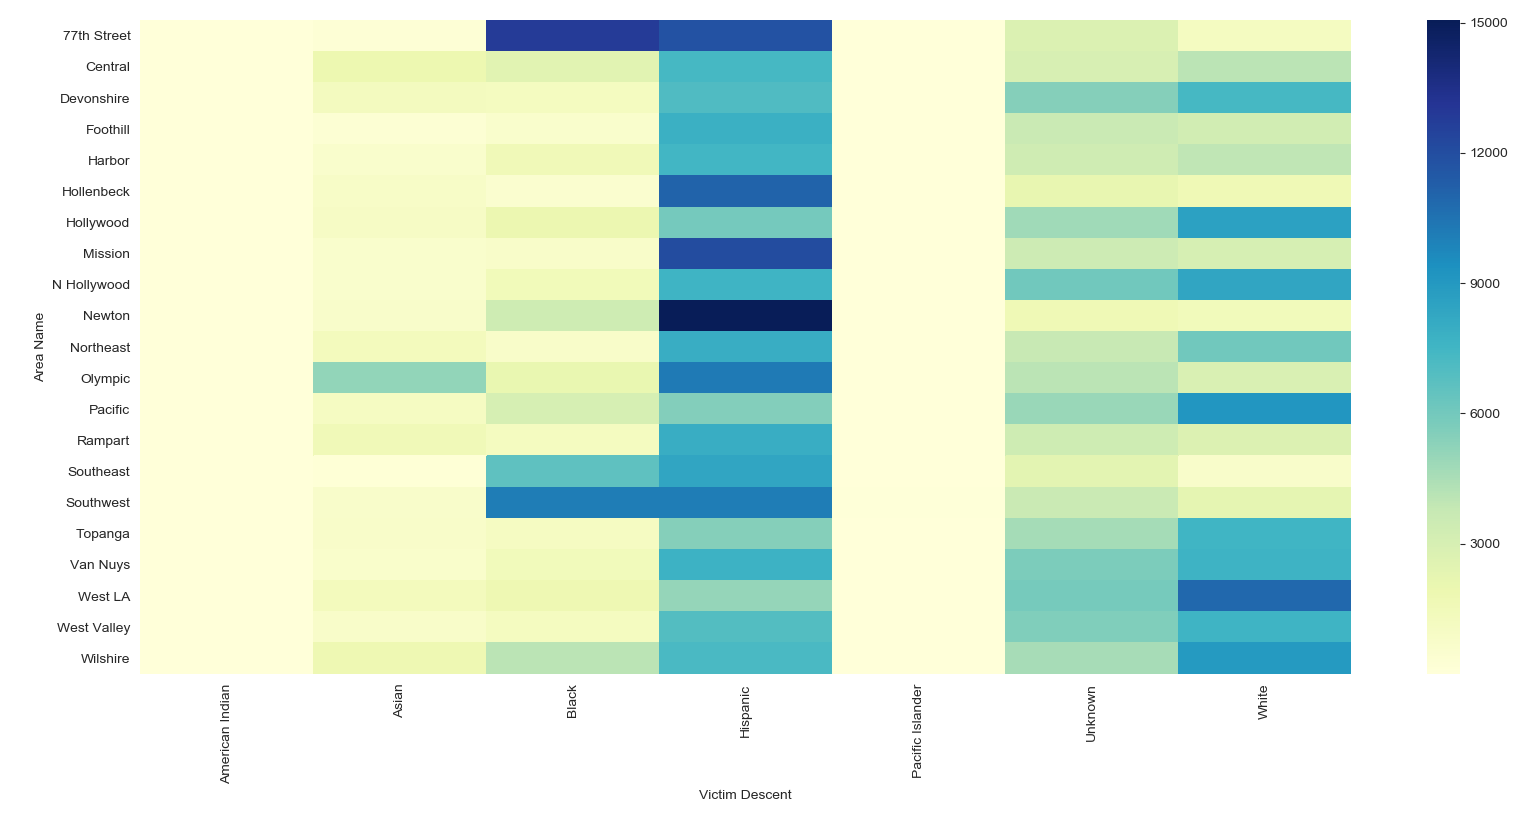 77th Street
Central
Devonshire
Foothill
Harbor
Hollenbeck
Hollywood
Mission
N Hollywood
Newton
Northeast
Olympic
Pacific
Rampart
Southeast
Southwest
Topanga
Van Nuys
West LA
West Valley
Wilshire
Area Name
American Indian
Asian
Black
Hispanic
Pacific Islander
Unknown
White
Victim Descent
15000
12000
9000
6000
3000